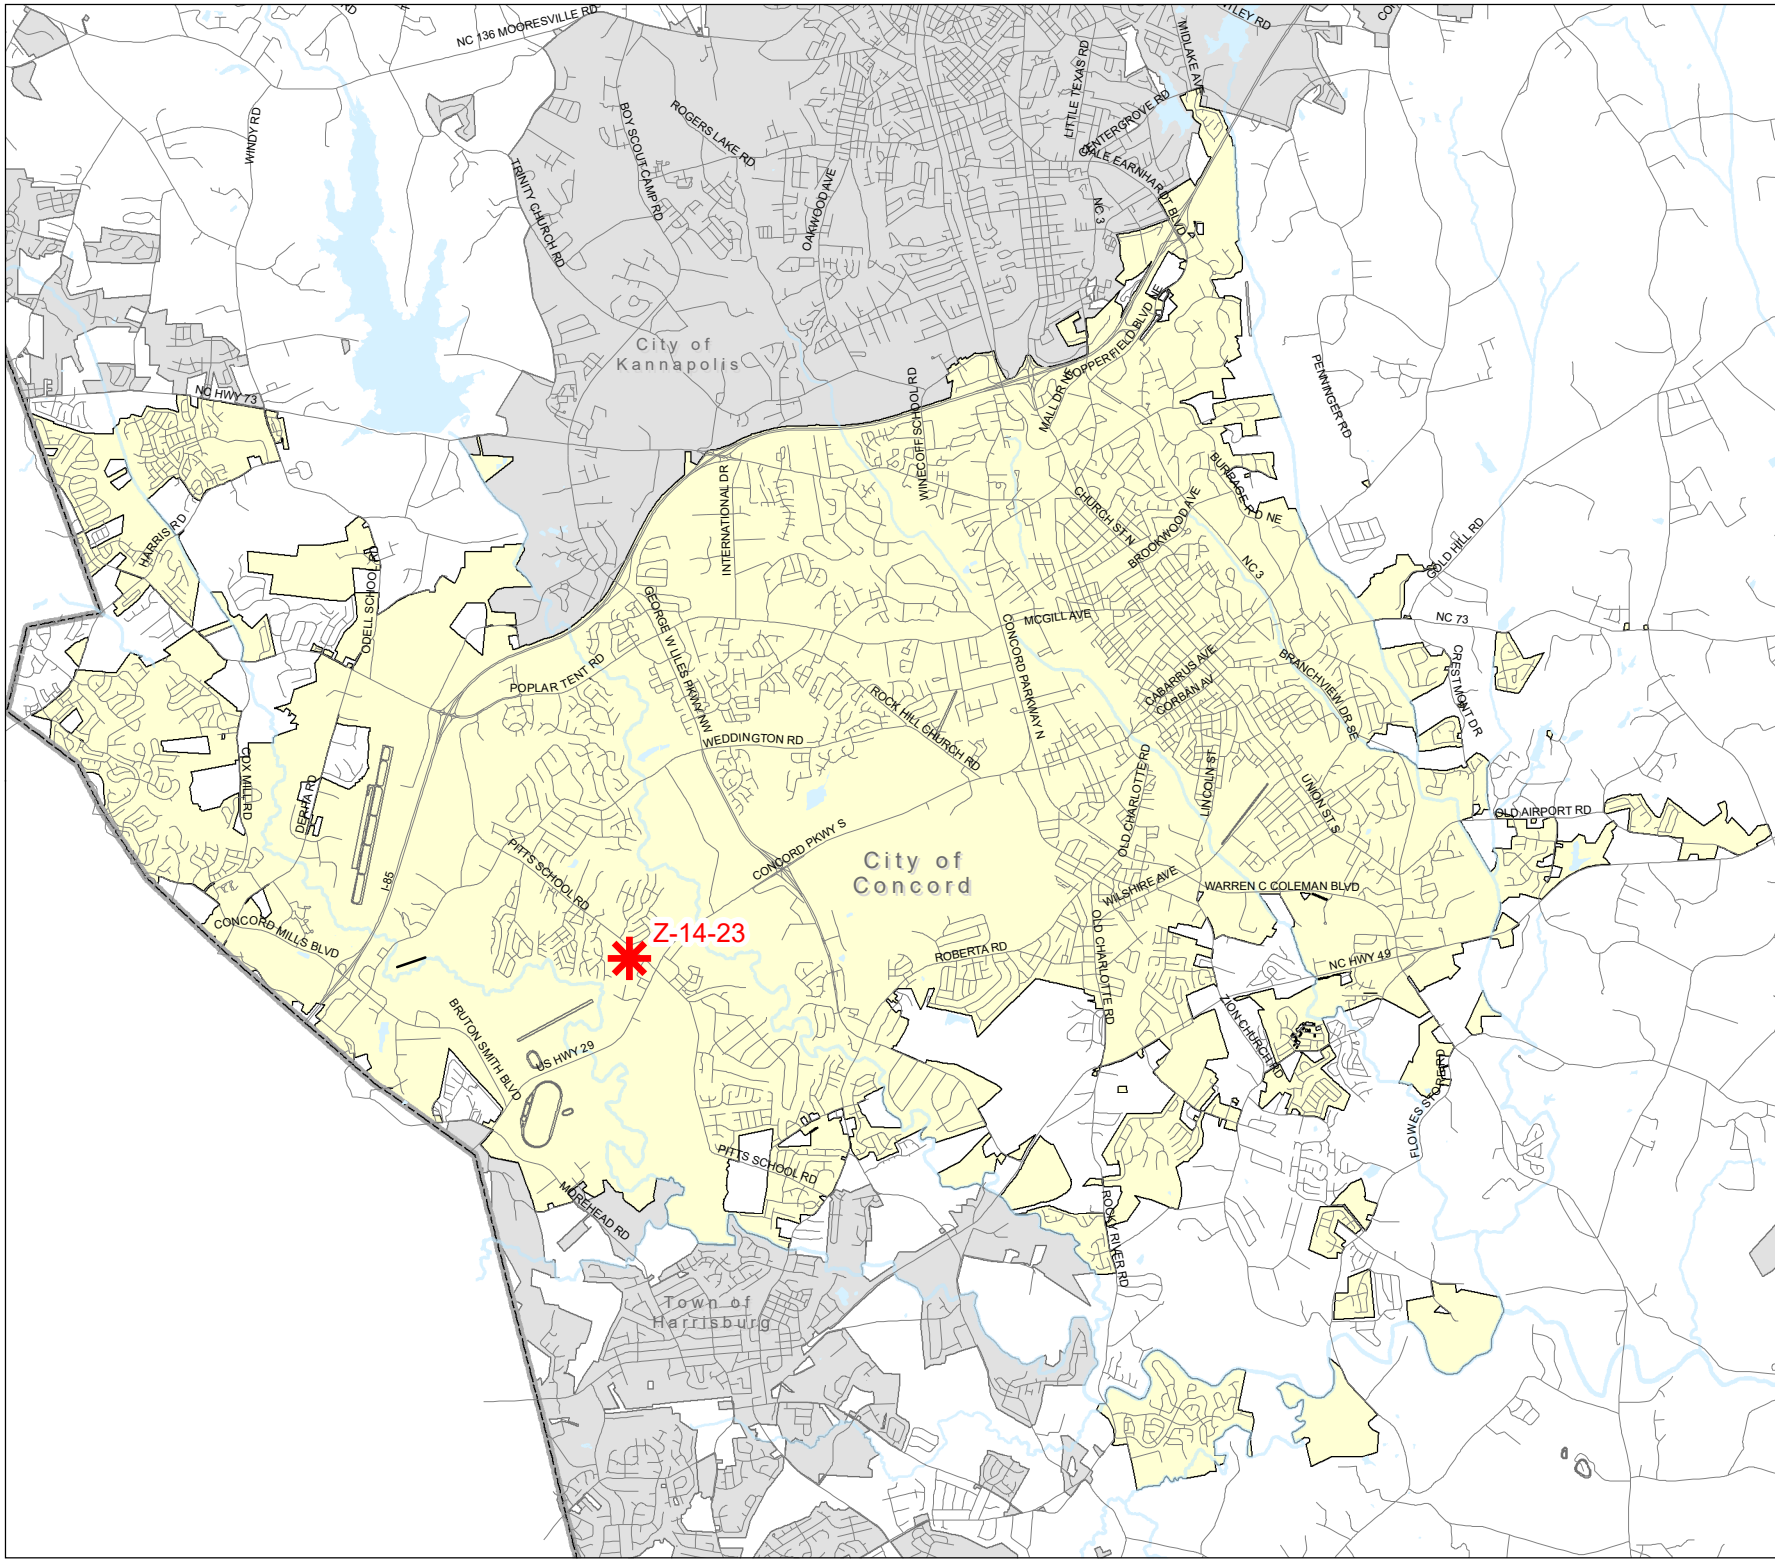 NC 136 MOORESVILLE RD
RD
MIDLAKE AVE
LITTLE TEXAS RD
WINDY RD
BOY SCOUT CAMP RD
ROGERS LAKE RD
CENTERGROVE RD
DALE EARNHARDT BLVD
TRINITY CHURCH RD
OAKWOOD AVE
NC 3
City of
Kannapolis
COPPERFIELD BLVD NE
MALL DR NE
PENNINGER RD
NC HWY 73
WINECOFF SCHOOL RD
INTERNATIONAL DR
BURRAGE RD NE
CHURCH ST N
BROOKWOOD AVE
HARRIS RD
ODELL SCHOOL RD
NC 3
GOLD HILL RD
GEORGE W LILES PKWY NW
MCGILL AVE
NC 73
CONCORD PARKWAY N
POPLAR TENT RD
CABARRUS AVE
CORBAN AV
BRANCHVIEW DR SE
CRESTMONT DR
ROCK HILL CHURCH RD
WEDDINGTON RD
COX MILL RD
DERITA RD
OLD CHARLOTTE RD
LINCOLN ST
UNION ST S
OLD AIRPORT RD
CONCORD PKWY S
PITTS SCHOOL RD
City of
Concord
I-85
WILSHIRE AVE
WARREN C COLEMAN BLVD
CONCORD MILLS BLVD
Z-14-23
ROBERTA RD
OLD CHARLOTTE RD
NC HWY 49
BRUTON SMITH BLVD
US HWY 29
ZION CHURCH RD
FLOWES STORE RD
PITTS SCHOOL RD
MOREHEAD RD
ROCKY RIVER RD
Town of
Harrisburg